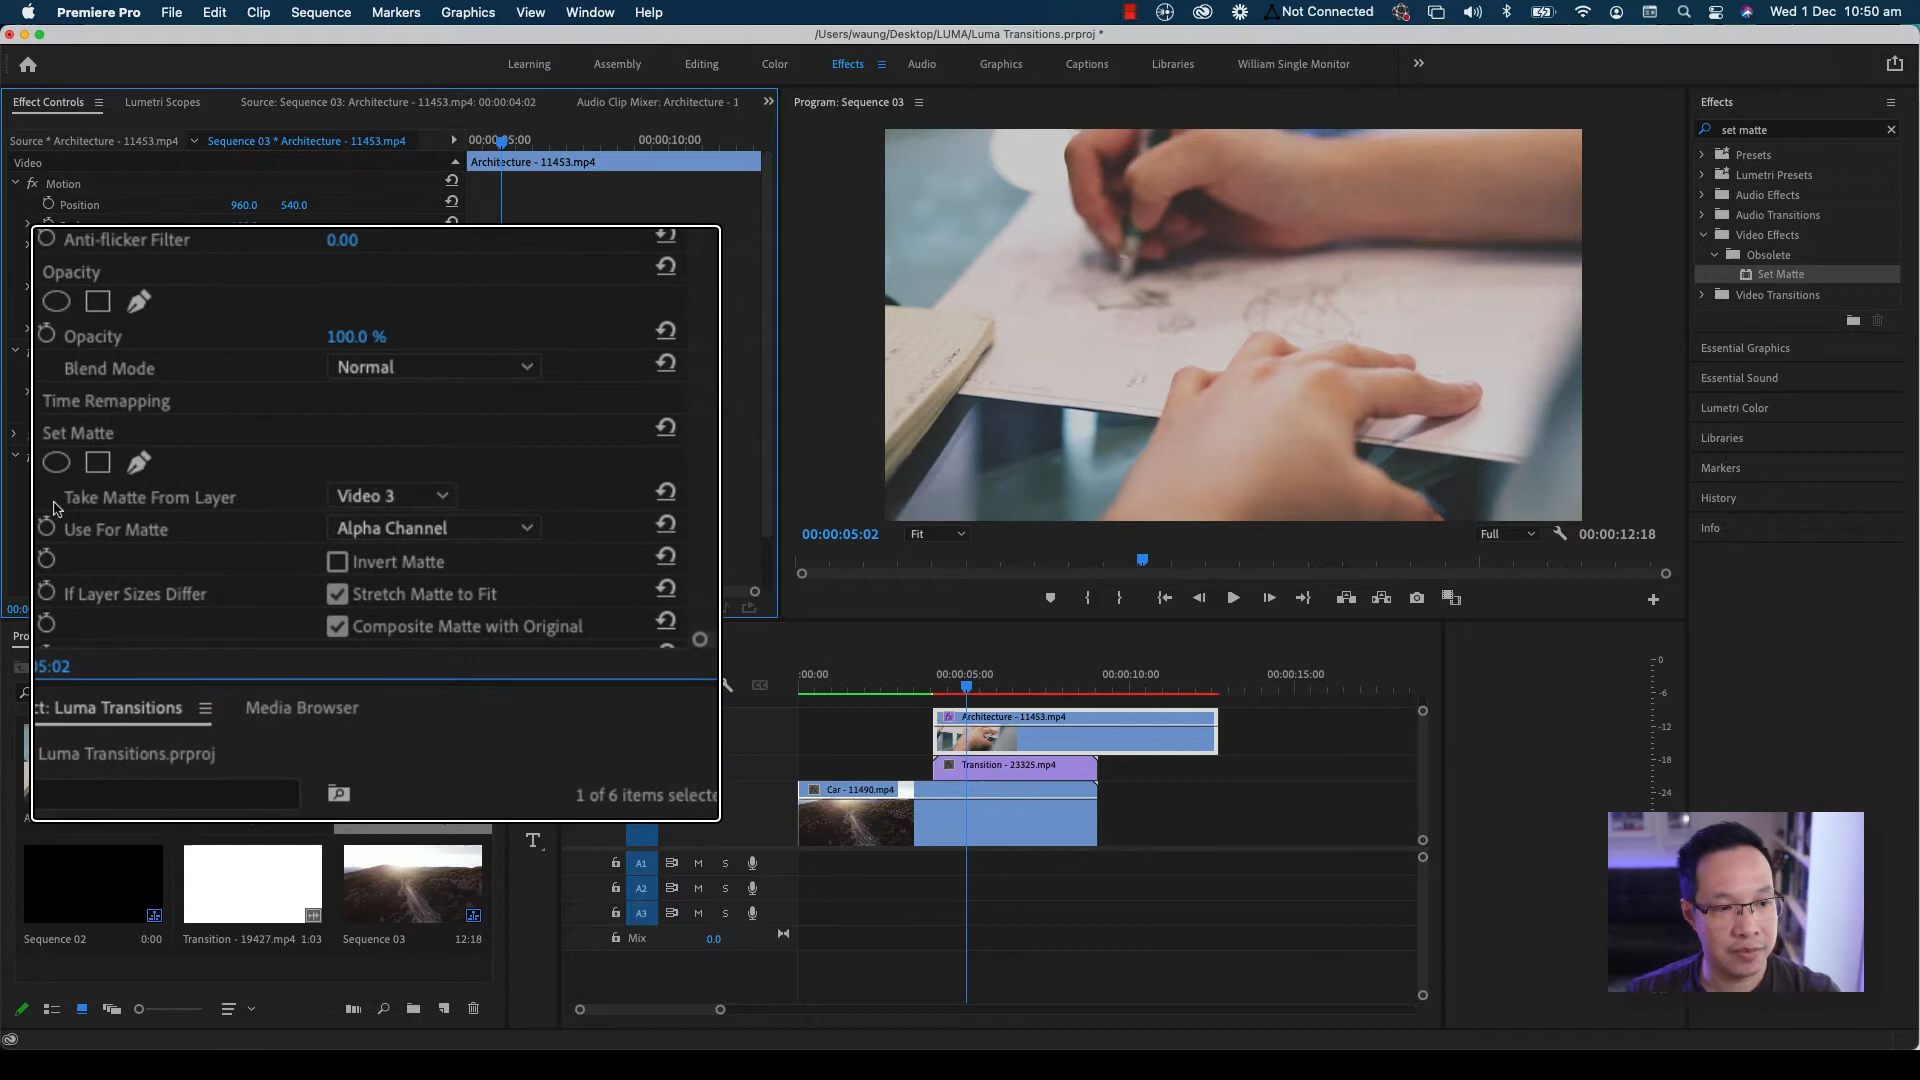 Premiere Pro File Edit Clip Sequence Markers Graphics View Window Help Not Connected Wed 1 Dec 10:50 am
/Users/waung/Desktop/LUMA/Luma Transitions.prproj *
Learning Assembly Editing Color Effects Audio Graphics Captions Libraries William Single Monitor
Effect Controls Lumetri Scopes Source: Sequence 03: Architecture - 11453.mp4: 00:00:04:02 Audio Clip Mixer: Architecture - 1
Program: Sequence 03
Effects
Source * Architecture - 11453.mp4 Sequence 03 * Architecture - 11453.mp4
00:00:10:00
set matte
Video
Architecture - 11453.mp4
Motion
Position 960.0 540.0
Anti-flicker Filter 0.00
Opacity
Opacity 100.0 %
Blend Mode Normal
Time Remapping
Set Matte
Take Matte From Layer Video 3
Use For Matte Alpha Channel
Invert Matte
If Layer Sizes Differ Stretch Matte to Fit
Composite Matte with Original
05:02
ct: Luma Transitions Media Browser
Luma Transitions.prproj
1 of 6 items selecte
Presets
Lumetri Presets
Audio Effects
Audio Transitions
Video Effects
Obsolete
Set Matte
Video Transitions
Essential Graphics
Essential Sound
Lumetri Color
Libraries
Markers
History
Info
00:00:05:02 Fit Full 00:00:12:18
:00:00 00:00:05:00 00:00:10:00 00:00:15:00
Architecture - 11453.mp4
Transition - 23325.mp4
Car - 11490.mp4
A1 M S
A2 M S
A3 M S
Mix 0.0
0
-6
-12
-18
-24
Sequence 02 0:00
Transition - 19427.mp4 1:03
Sequence 03 12:18